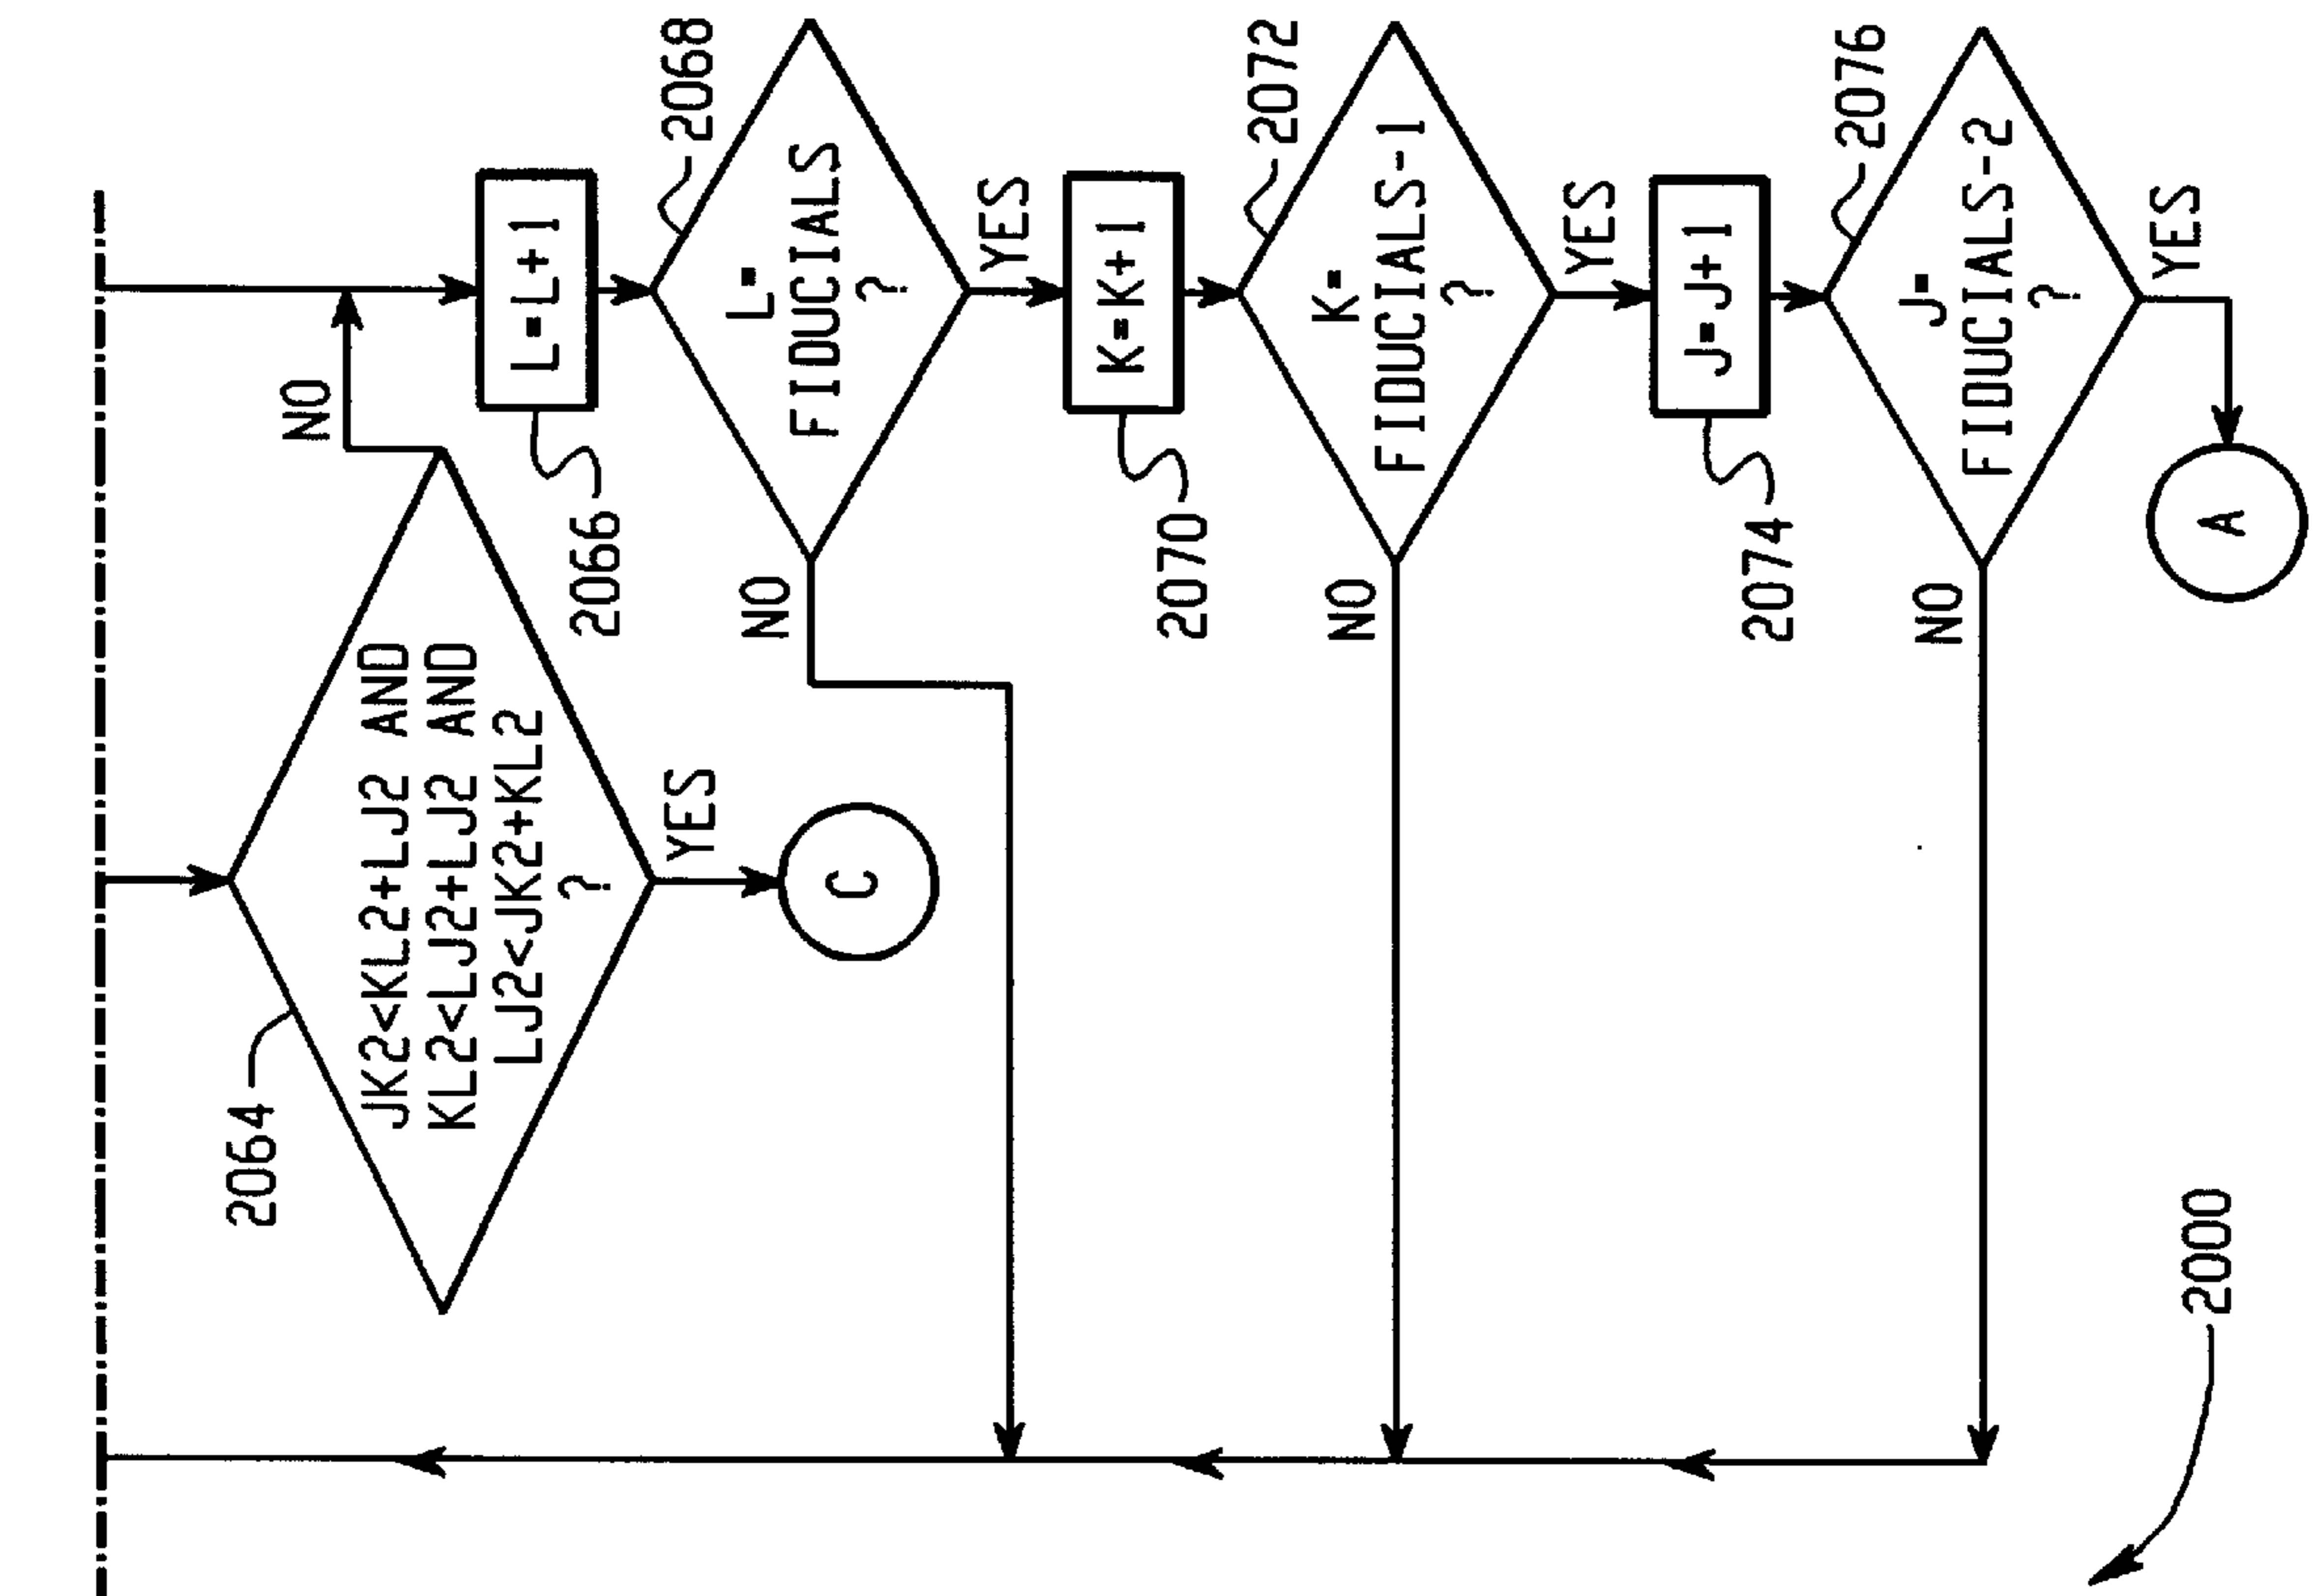 2064
JK2<KL2+LJ2 AND
KL2<LJ2+LJ2 AND
LJ2<JK2+KL2
?
NO
YES
C
L=L+1
2066
L=
FIDUCIALS
?
2068
NO
YES
K=K+1
2070
K=
FIDUCIALS-1
?
2072
NO
YES
J=J+1
2074
J=
FIDUCIALS-2
?
2076
NO
YES
A
2000